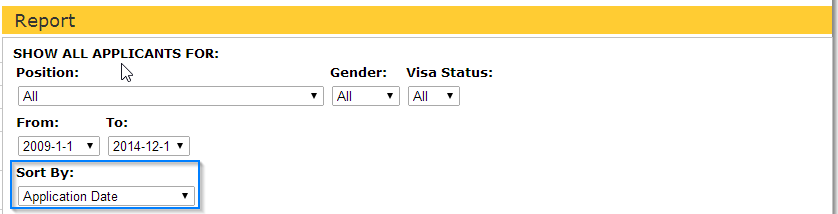 Report
SHOW ALL APPLICANTS FOR:
Position: Gender: Visa Status:
All All All
From: To:
2009-1-1 2014-12-1
Sort By:
Application Date